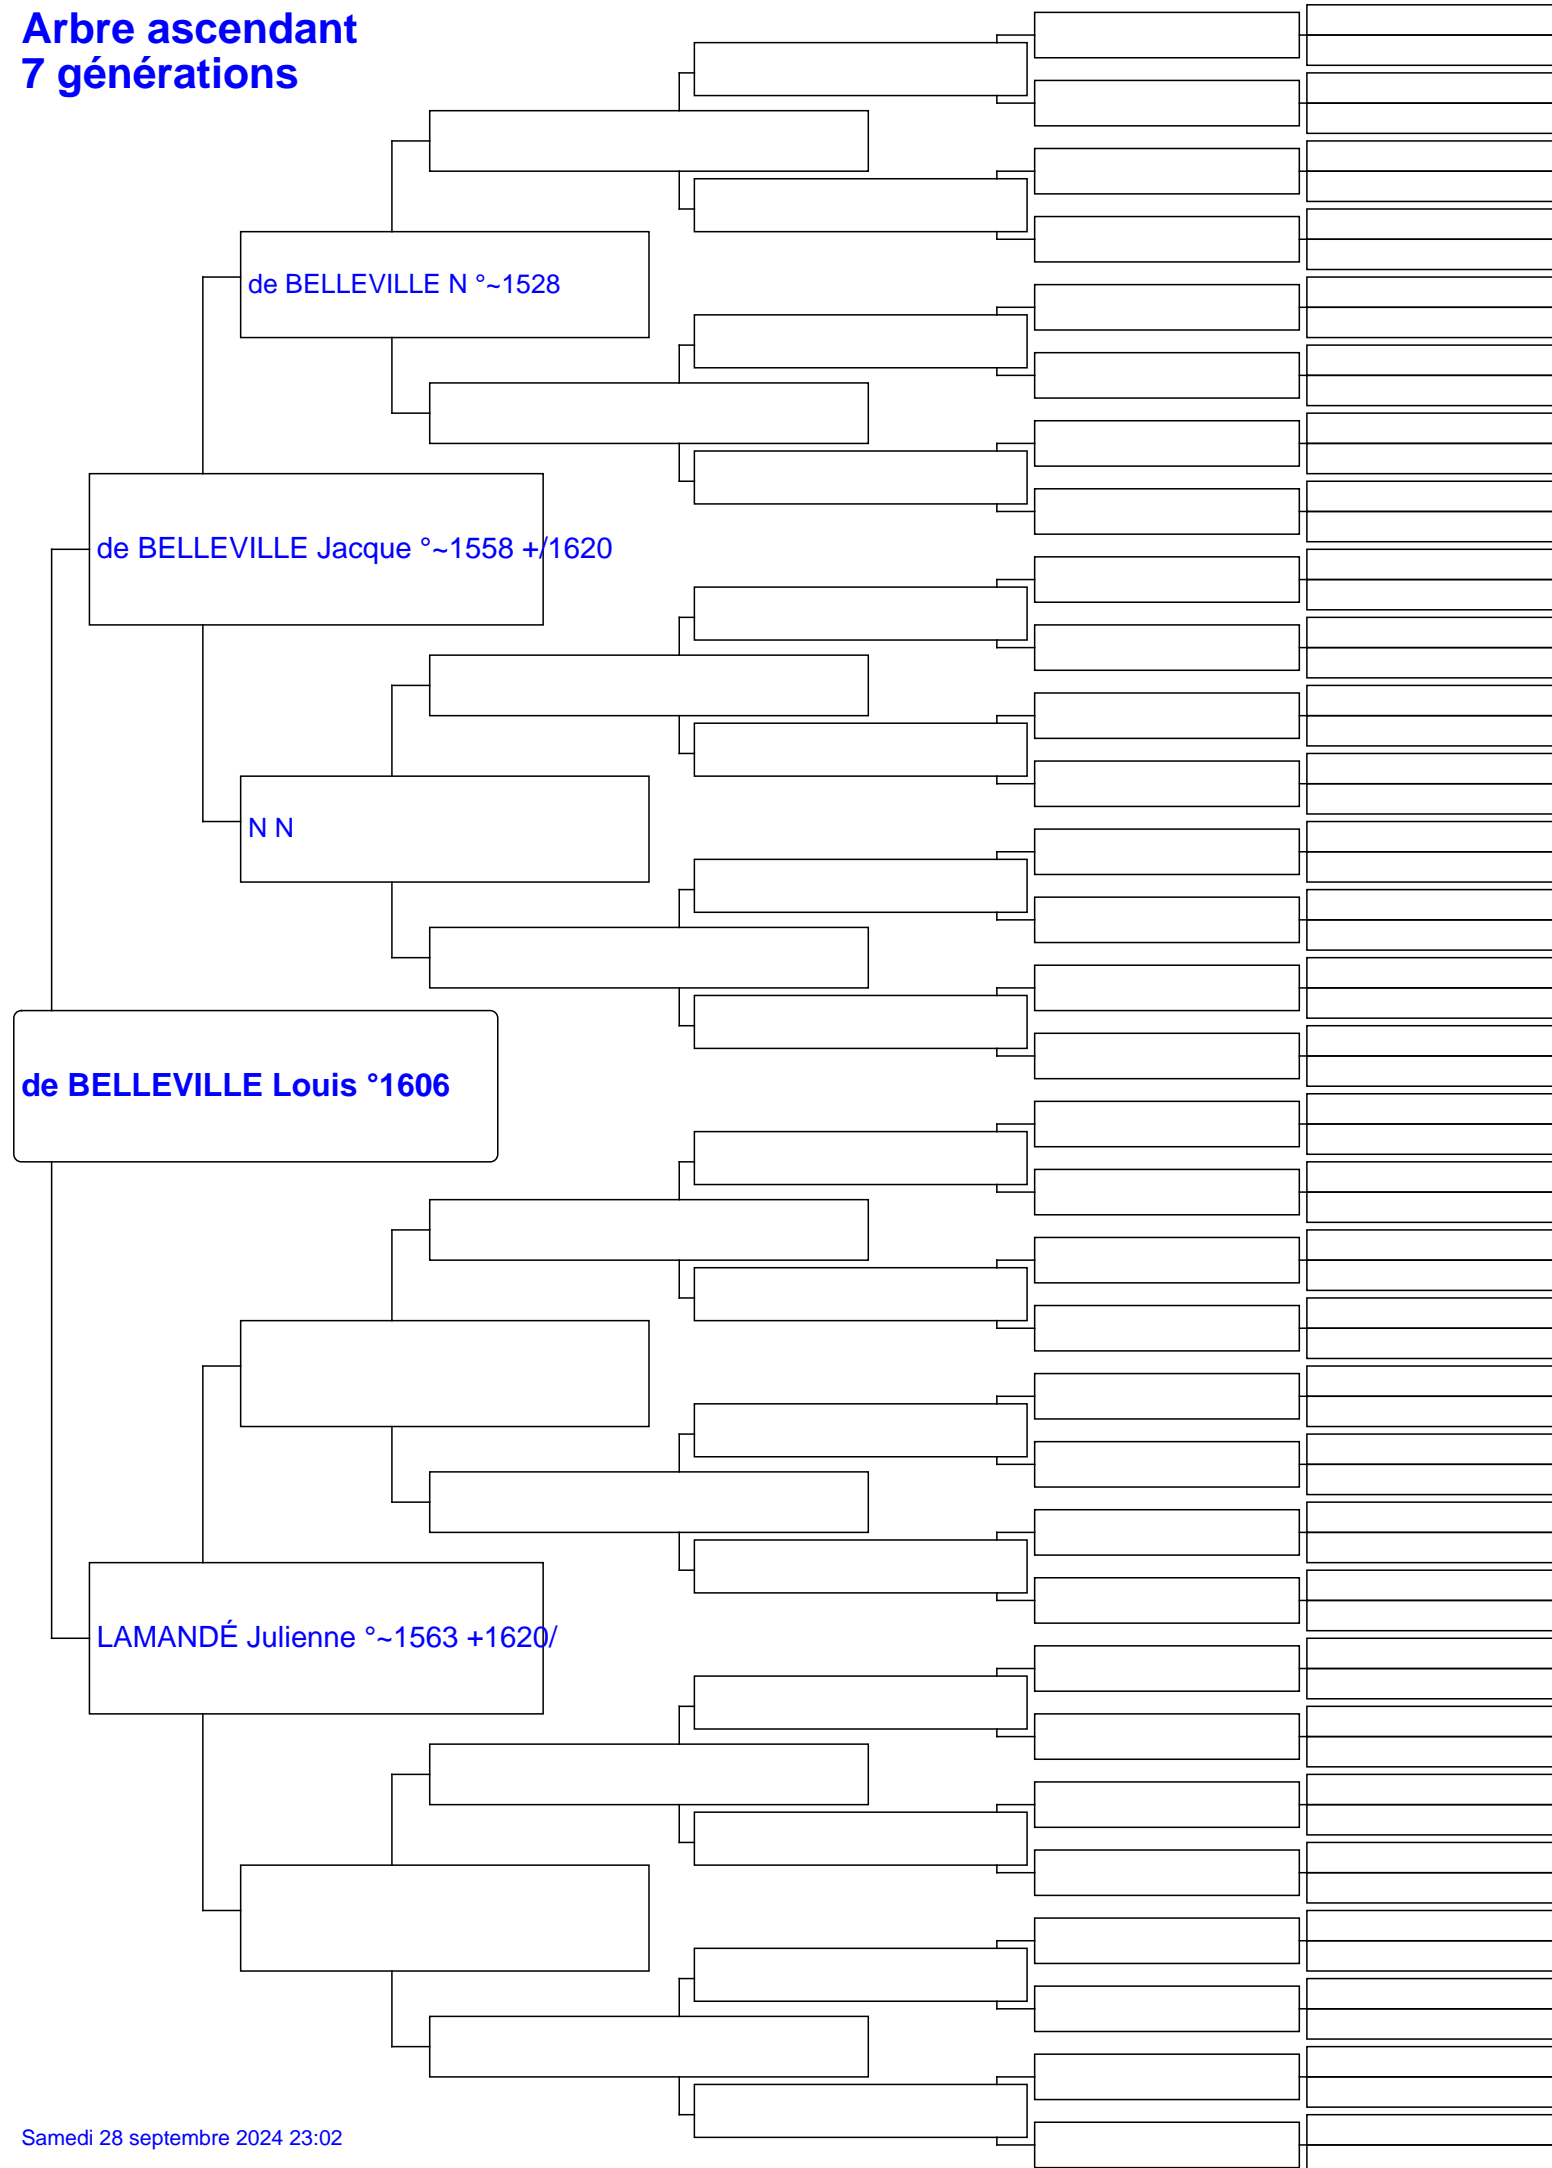 Arbre ascendant
7 générations
de BELLEVILLE N °~1528
de BELLEVILLE Jacque °~1558 +/1620
N N
de BELLEVILLE Louis °1606
LAMANDÉ Julienne °~1563 +1620/
Samedi 28 septembre 2024 23:02